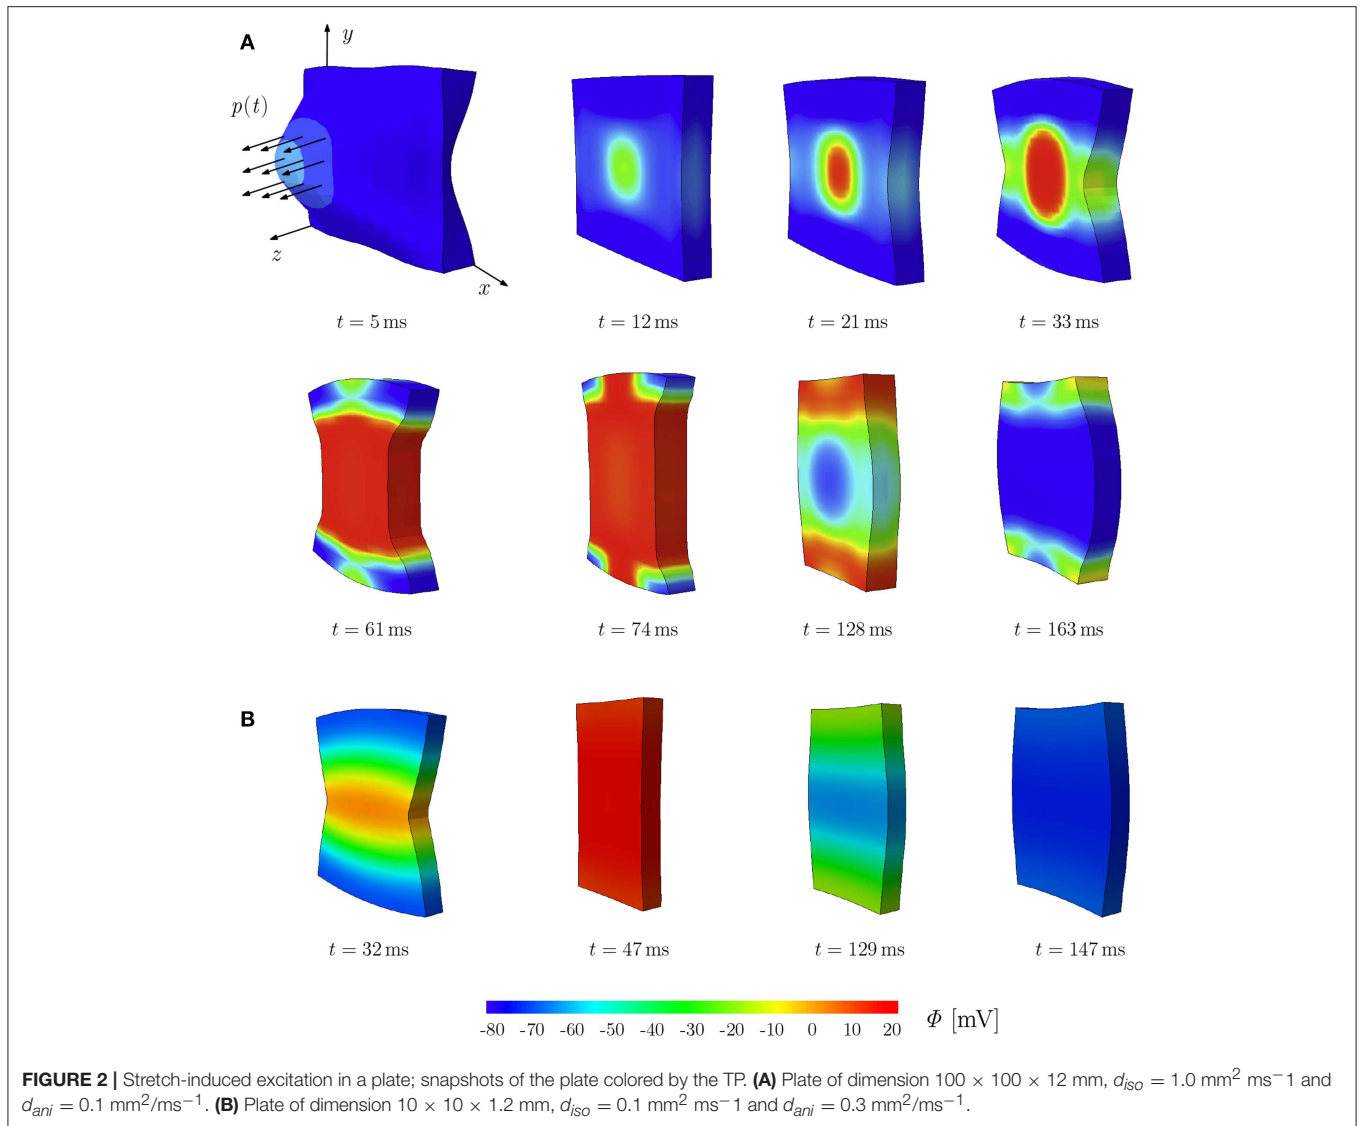 A
y
p(t)
z
x
t = 5 ms
t = 12 ms
t = 21 ms
t = 33 ms
t = 61 ms
t = 74 ms
t = 128 ms
t = 163 ms
B
t = 32 ms
t = 47 ms
t = 129 ms
t = 147 ms
-80 -70 -60 -50 -40 -30 -20 -10 0 10 20 Φ [mV]
FIGURE 2 | Stretch-induced excitation in a plate; snapshots of the plate colored by the TP. (A) Plate of dimension 100 × 100 × 12 mm, d_iso = 1.0 mm² ms−1 and
d_ani = 0.1 mm²/ms⁻¹. (B) Plate of dimension 10 × 10 × 1.2 mm, d_iso = 0.1 mm² ms−1 and d_ani = 0.3 mm²/ms⁻¹.